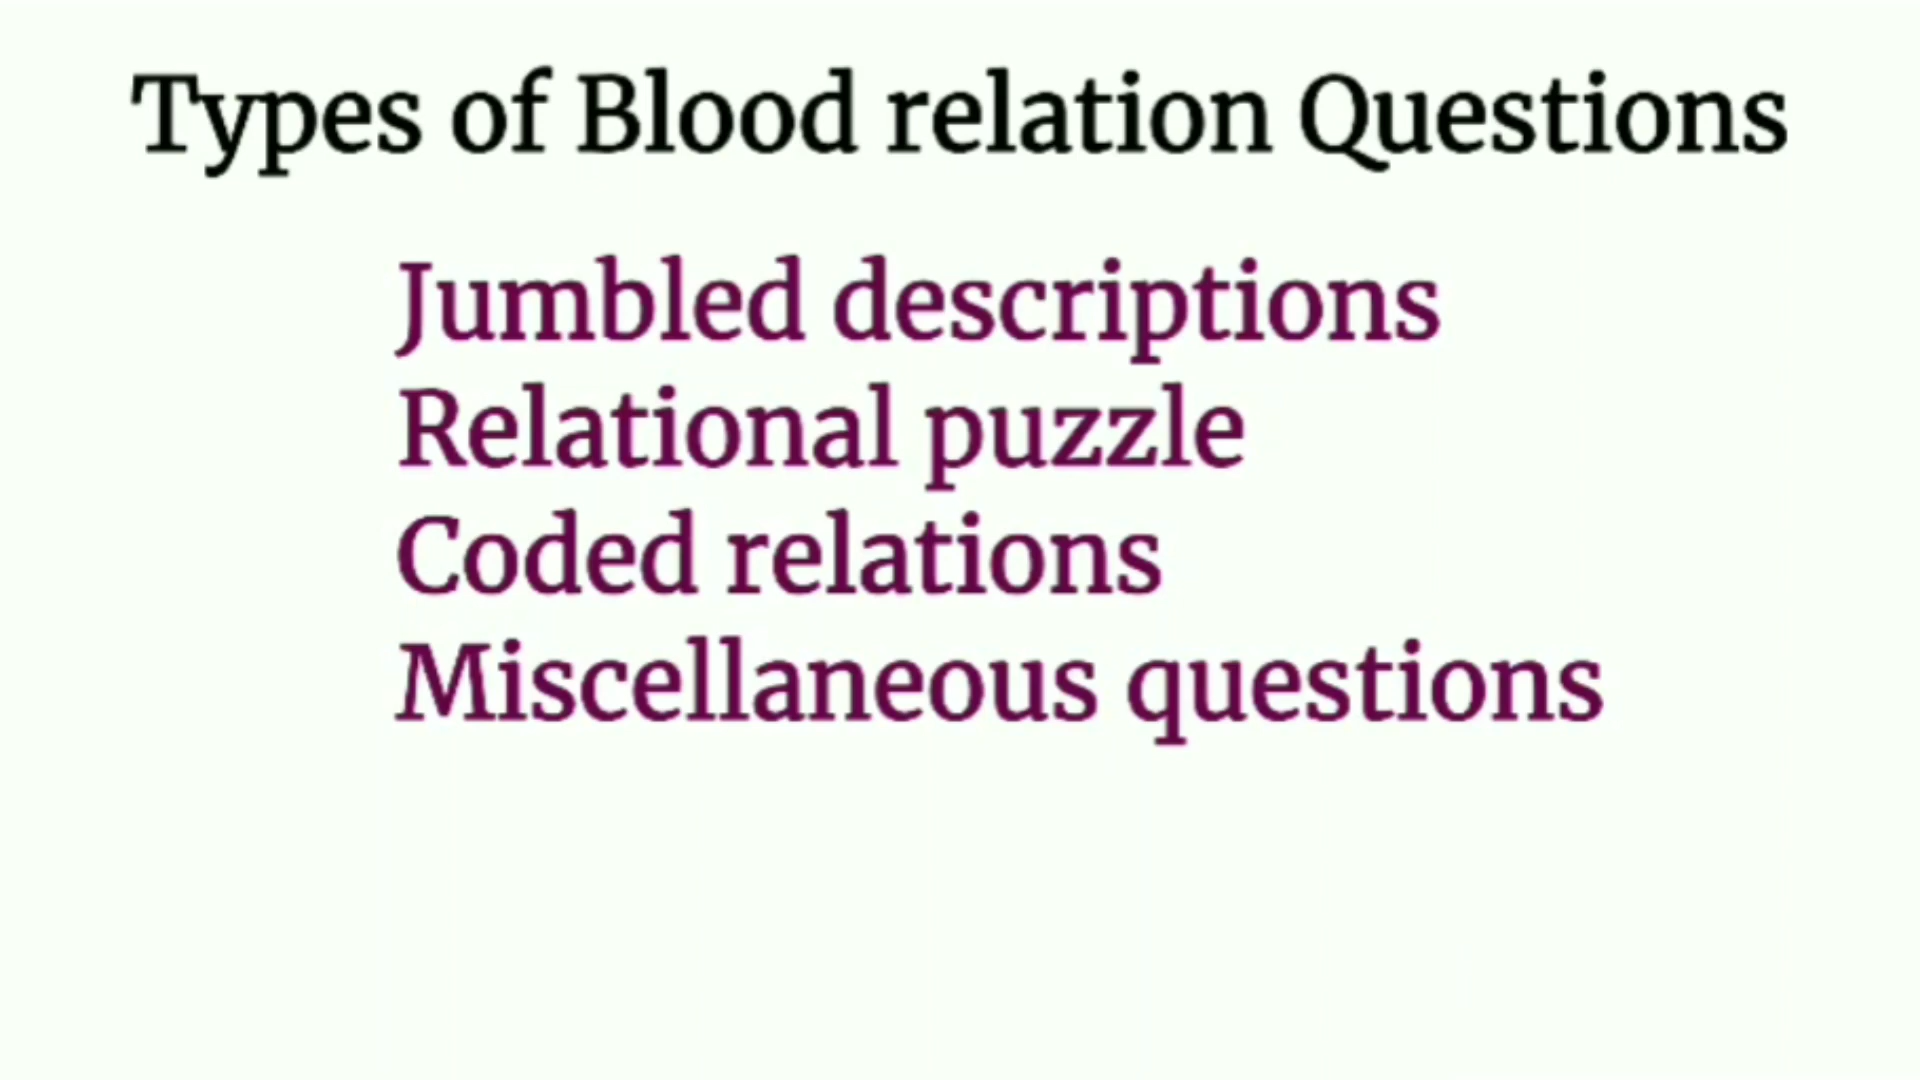 Types of Blood relation Questions
Jumbled descriptions
Relational puzzle
Coded relations
Miscellaneous questions